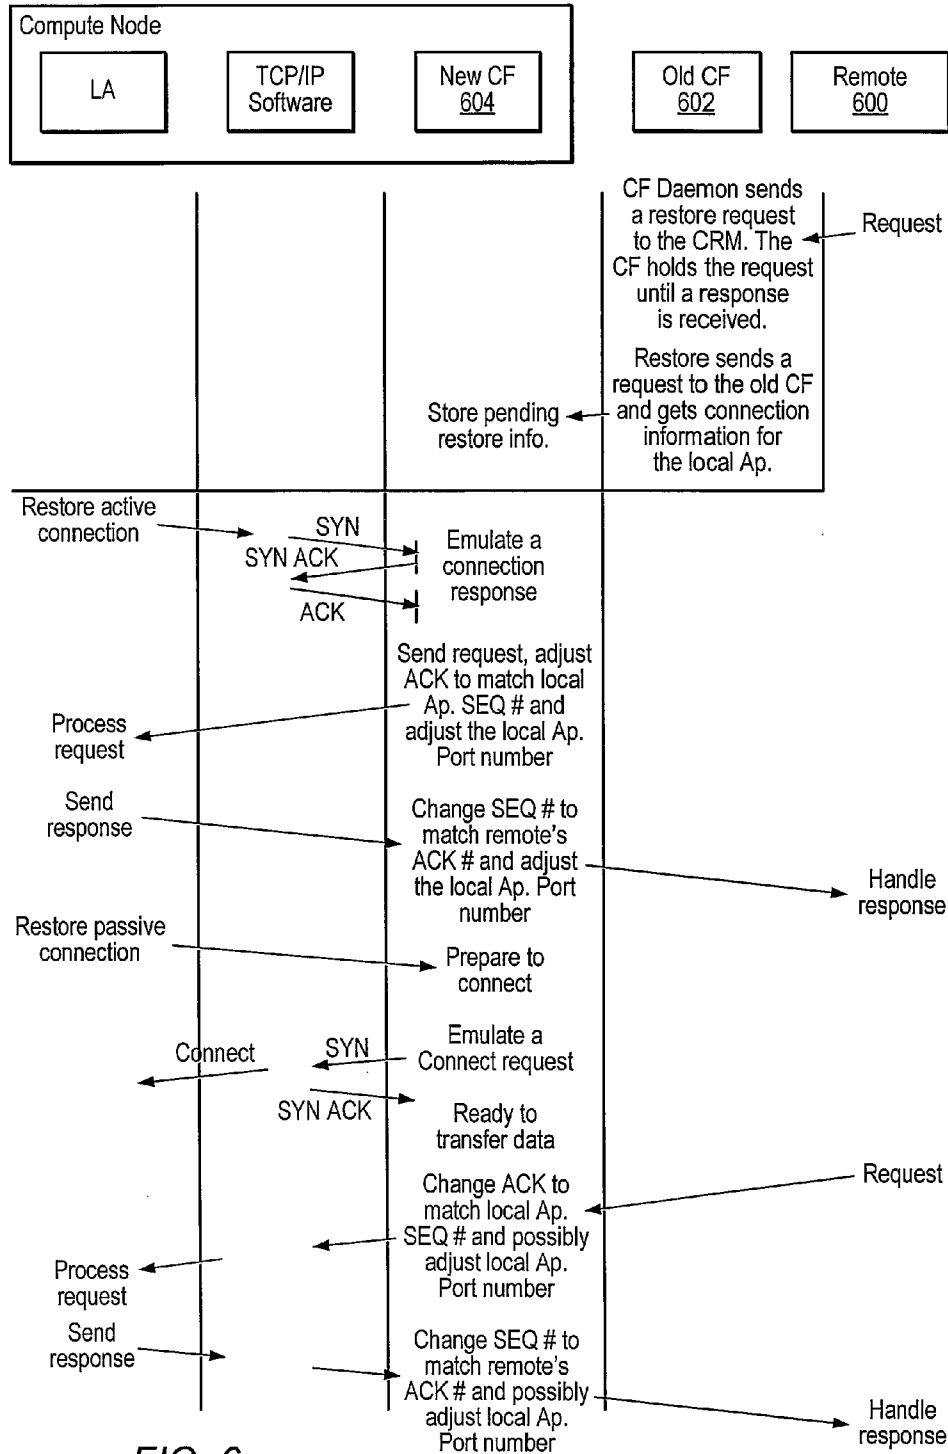 Compute Node
LA
TCP/IP
Software
New CF
604
Old CF
602
Remote
600
CF Daemon sends
a restore request
to the CRM. The
CF holds the request
until a response
is received.
Request
Restore sends a
request to the old CF
and gets connection
information for
the local Ap.
Store pending
restore info.
Restore active
connection
SYN
SYN ACK
ACK
Emulate a
connection
response
Send request, adjust
ACK to match local
Ap. SEQ # and
adjust the local Ap.
Port number
Process
request
Send
response
Change SEQ # to
match remote's
ACK # and adjust
the local Ap. Port
number
Handle
response
Restore passive
connection
Prepare to
connect
Emulate a
Connect request
SYN
Connect
SYN ACK
Ready to
transfer data
Request
Change ACK to
match local Ap.
SEQ # and possibly
adjust local Ap.
Port number
Process
request
Send
response
Change SEQ # to
match remote's
ACK # and possibly
adjust local Ap.
Port number
Handle
response
FIG. 6